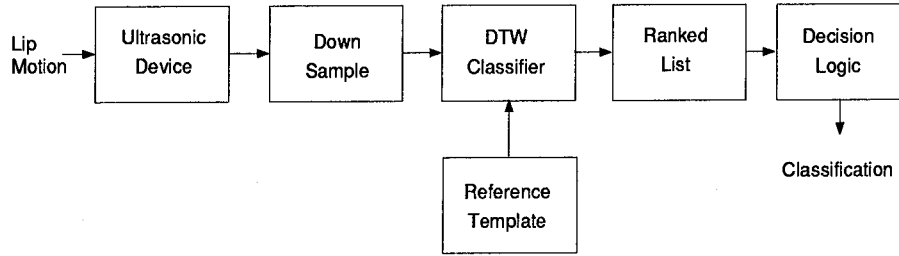 Lip
Motion
Ultrasonic
Device
Down
Sample
DTW
Classifier
Ranked
List
Decision
Logic
Classification
Reference
Template